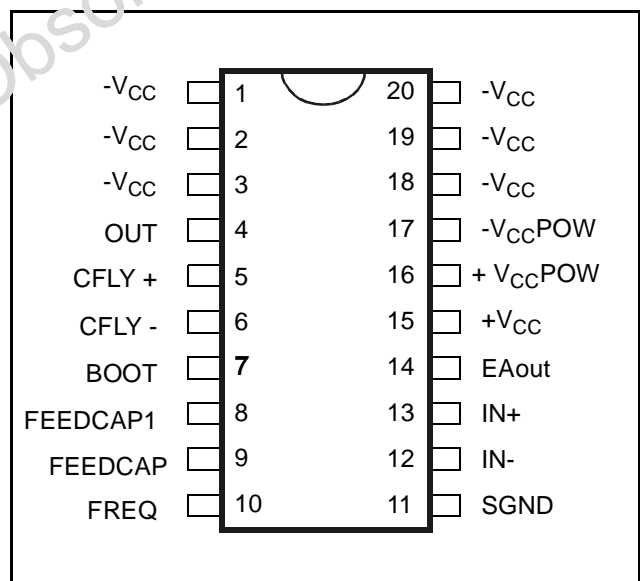 -VCC 1 20 -VCC
-VCC 2 19 -VCC
-VCC 3 18 -VCC
OUT 4 17 -VCCPOW
CFLY + 5 16 + VCCPOW
CFLY - 6 15 +VCC
BOOT 7 14 EAout
FEEDCAP1 8 13 IN+
FEEDCAP 9 12 IN-
FREQ 10 11 SGND